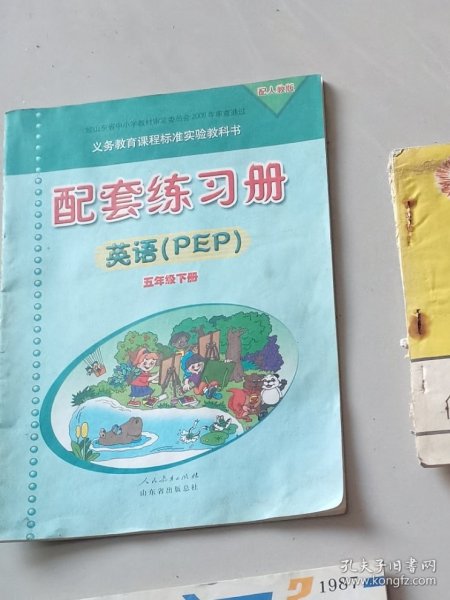 配人教版
经山东省中小学教材审定委员会2006年审查通过
义务教育课程标准实验教科书
配套练习册
英语(PEP)
五年级下册
人民教育出版社
山东省出版总社
1987
孔夫子旧书网
www.kongfz.com